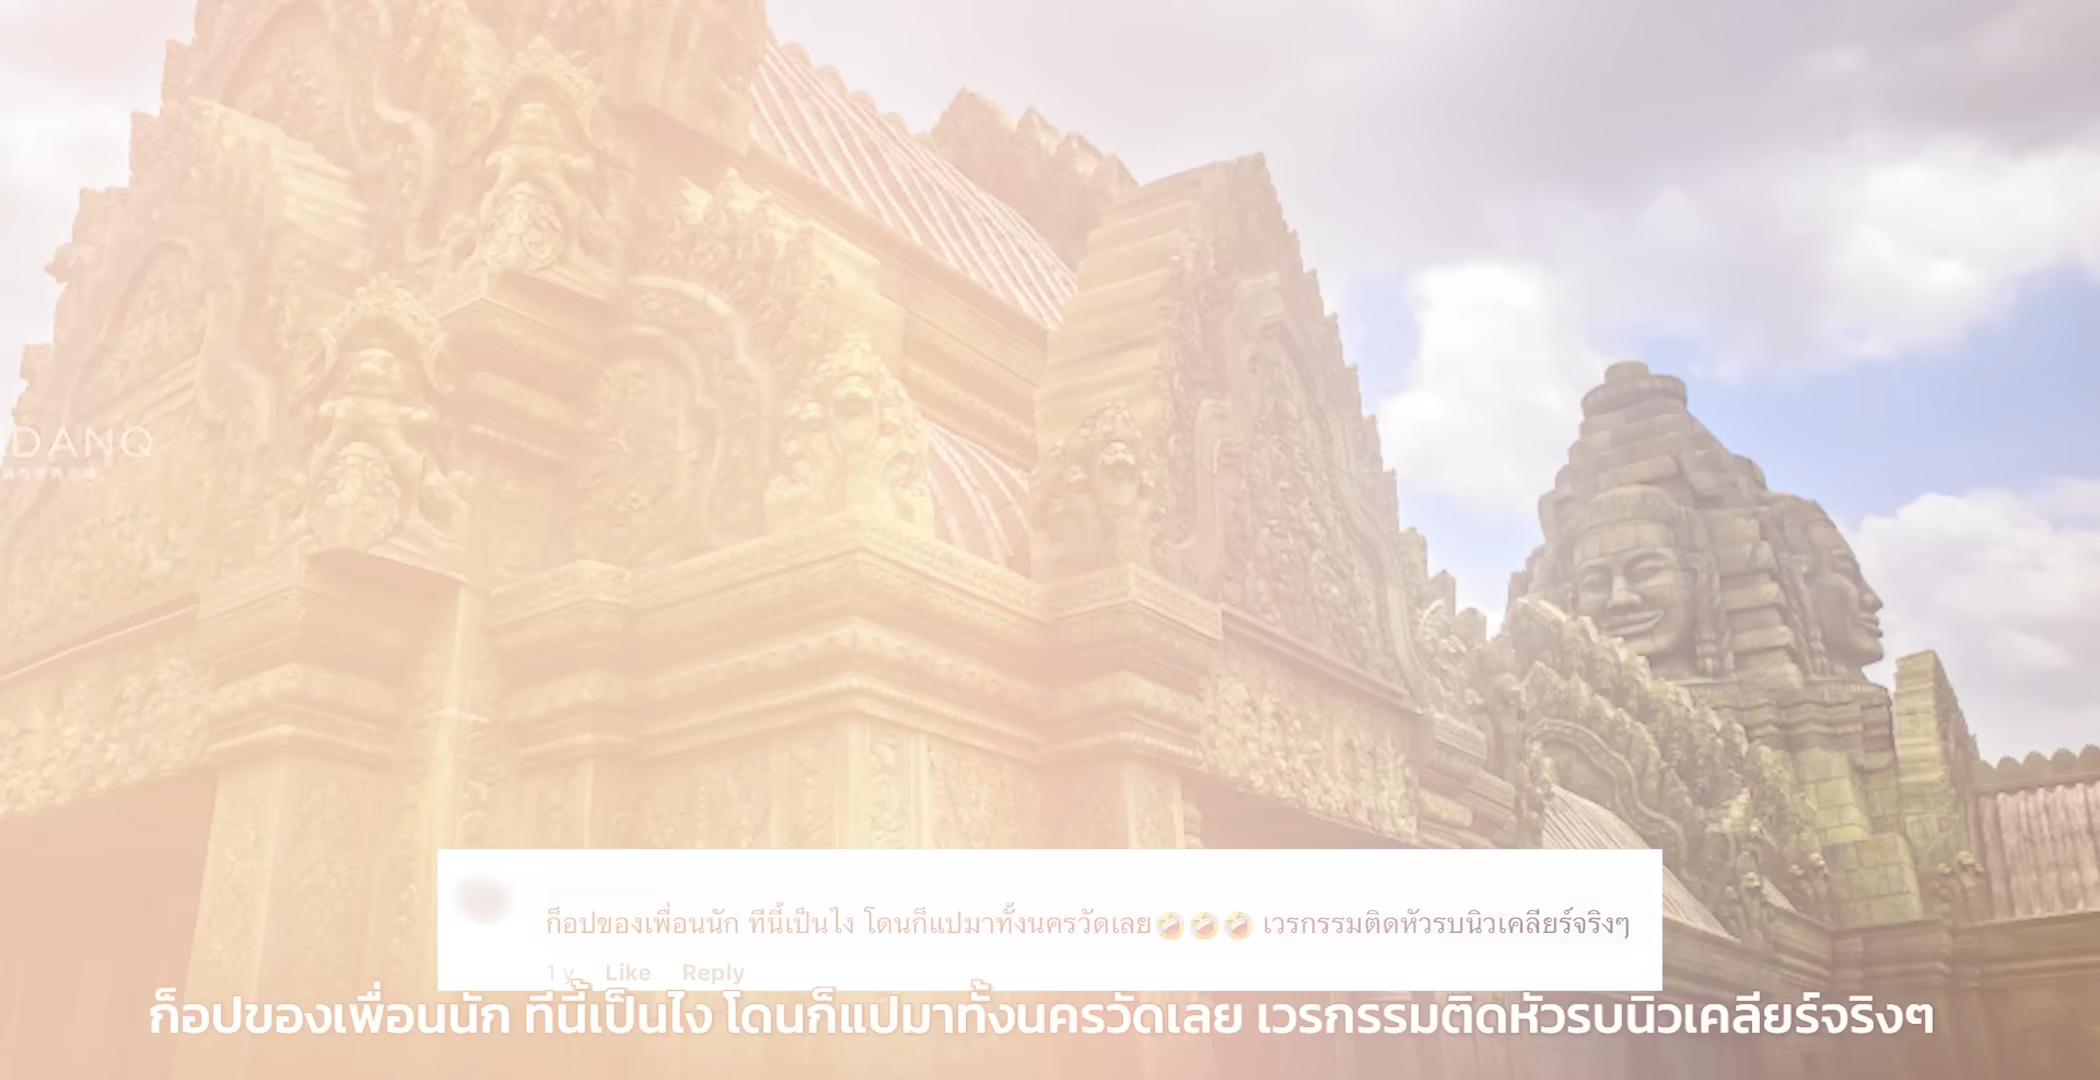 DANQ
ก็อปของเพื่อนนัก ทีนี้เป็นไง โดนก็แปมาทั้งนครวัดเลย🤣🤣🤣 เวรกรรมติดหัวรบนิวเคลียร์จริงๆ
1 y Like Reply
ก็อปของเพื่อนนัก ทีนี้เป็นไง โดนก็แปมาทั้งนครวัดเลย เวรกรรมติดหัวรบนิวเคลียร์จริงๆ